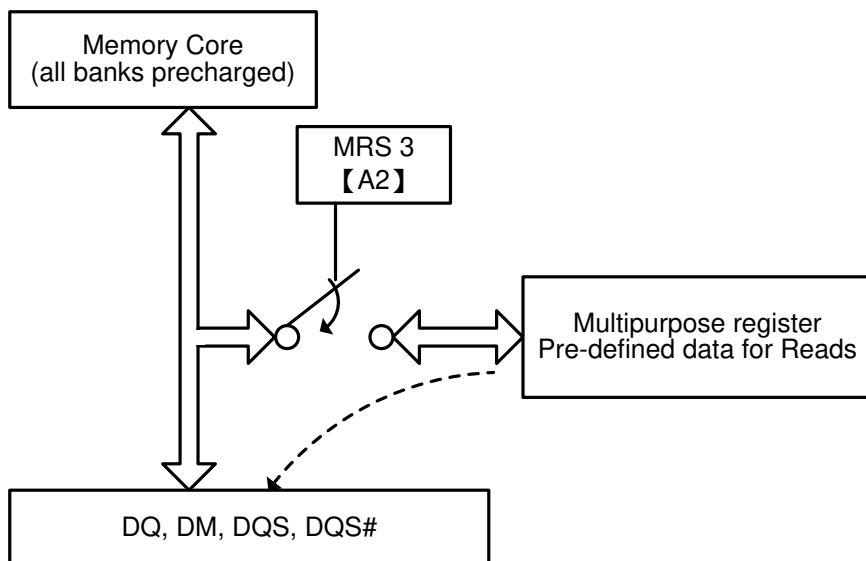 Memory Core
(all banks precharged)
MRS 3
【A2】
Multipurpose register
Pre-defined data for Reads
DQ, DM, DQS, DQS#